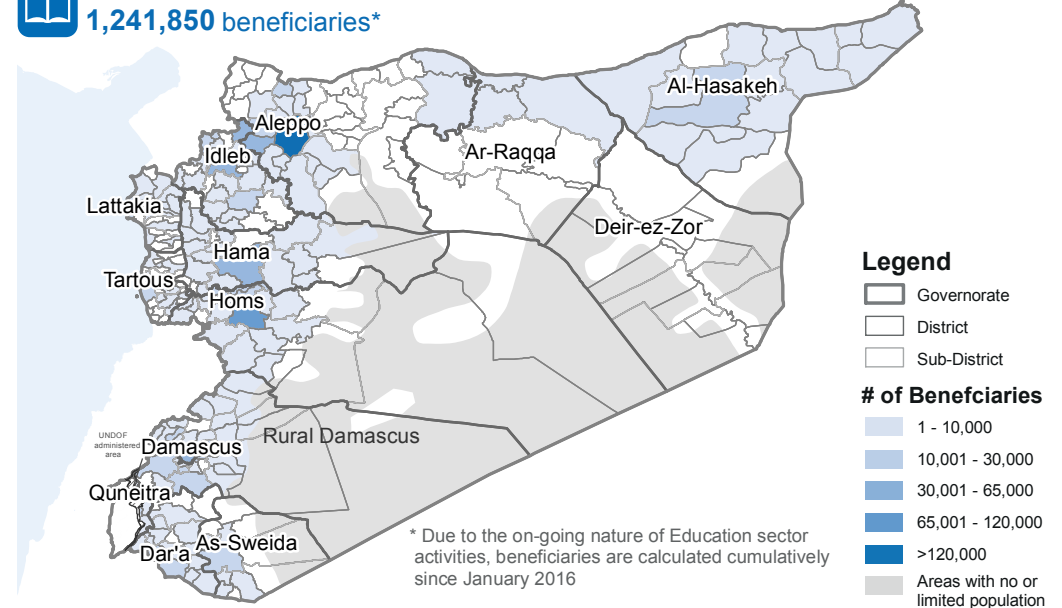 1,241,850 beneficiaries*
Al-Hasakeh
Aleppo
Ar-Raqqa
Idleb
Lattakia
Deir-ez-Zor
Hama
Tartous
Homs
Rural Damascus
UNDOF
administered
area
Damascus
Quneitra
As-Sweida
Dar'a
* Due to the on-going nature of Education sector
activities, beneficiaries are calculated cumulatively
since January 2016
Legend
Governorate
District
Sub-District
# of Benefciaries
1 - 10,000
10,001 - 30,000
30,001 - 65,000
65,001 - 120,000
>120,000
Areas with no or
limited population